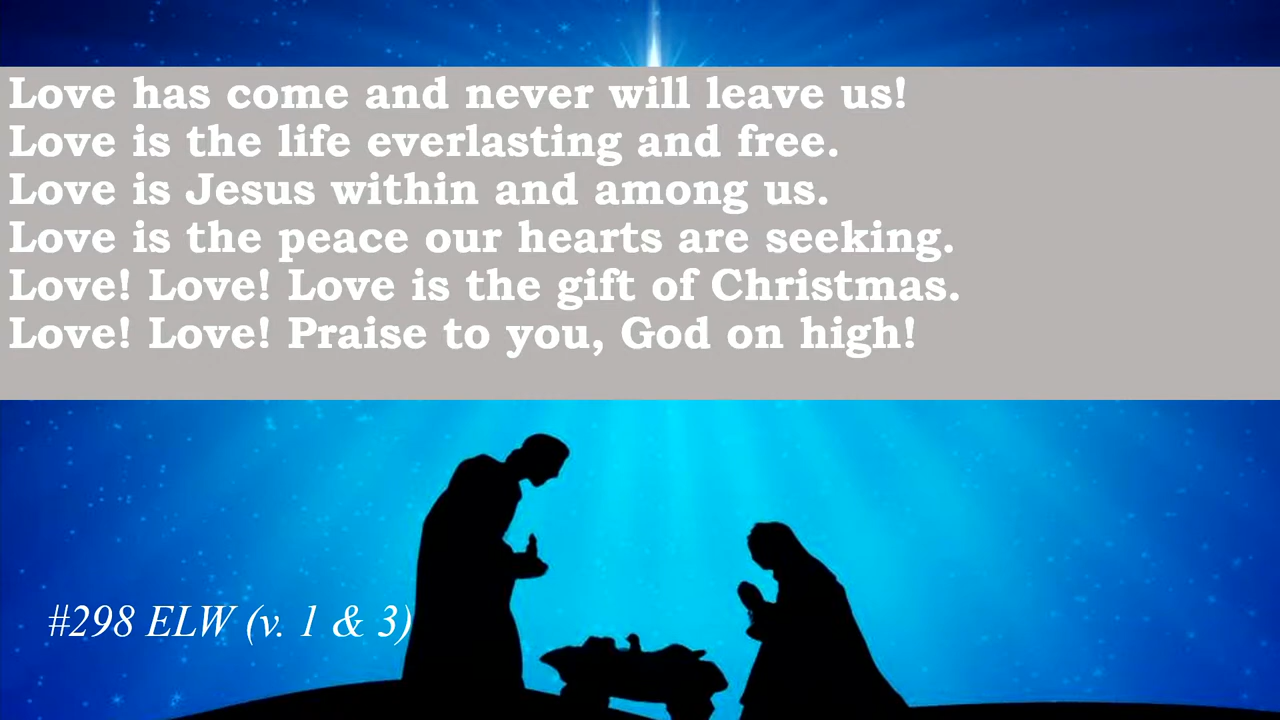 Love has come and never will leave us!
Love is the life everlasting and free.
Love is Jesus within and among us.
Love is the peace our hearts are seeking.
Love! Love! Love is the gift of Christmas.
Love! Love! Praise to you, God on high!
#298 ELW (v. 1 & 3)